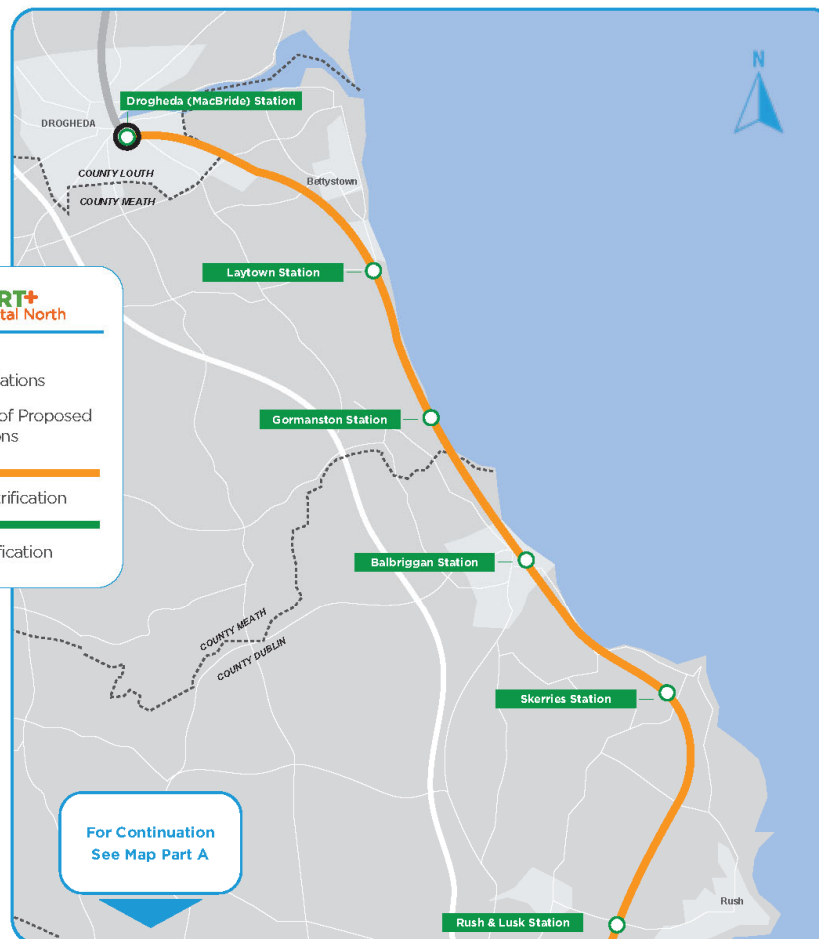 N
Drogheda (MacBride) Station
DROGHEDA
COUNTY LOUTH
COUNTY MEATH
Bettystown
Laytown Station
RT+
tal North
ations
of Proposed
ons
rification
fication
Gormanston Station
Balbriggan Station
COUNTY MEATH
COUNTY DUBLIN
Skerries Station
For Continuation
See Map Part A
Rush
Rush & Lusk Station